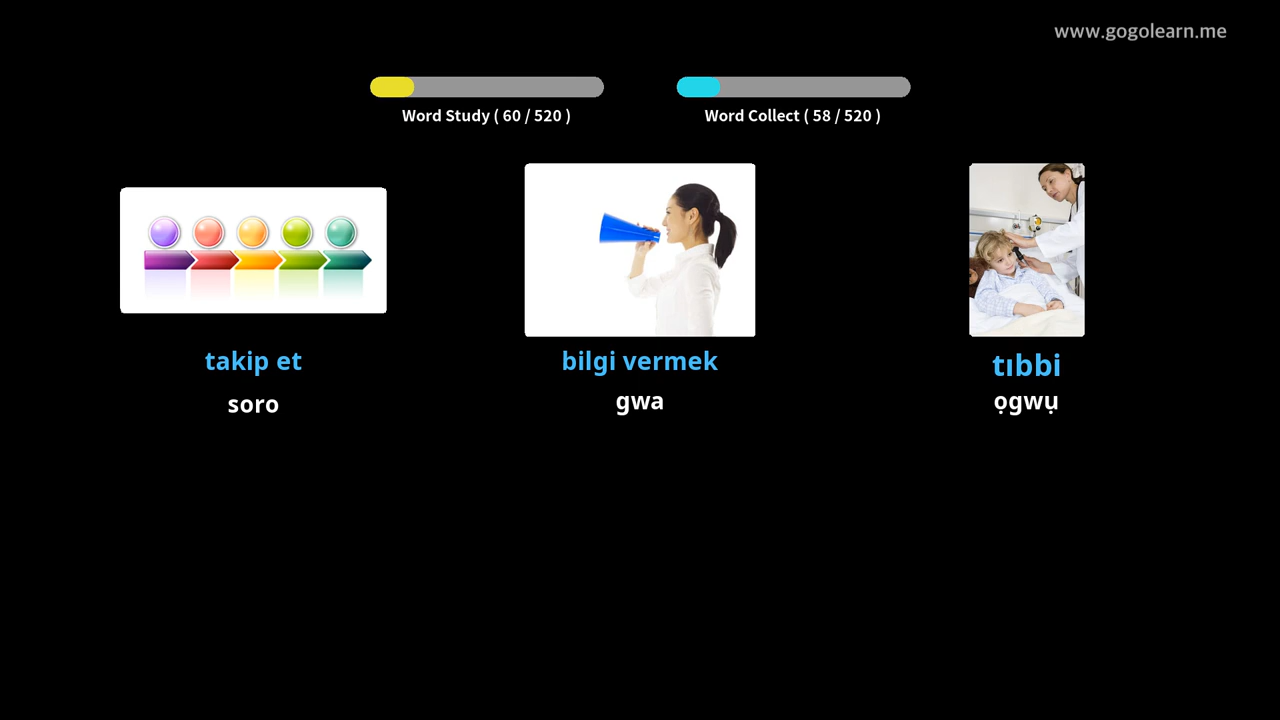 www.gogolearn.me
Word Study ( 60 / 520 )
Word Collect ( 58 / 520 )
takip et
soro
bilgi vermek
gwa
tıbbi
ọgwụ